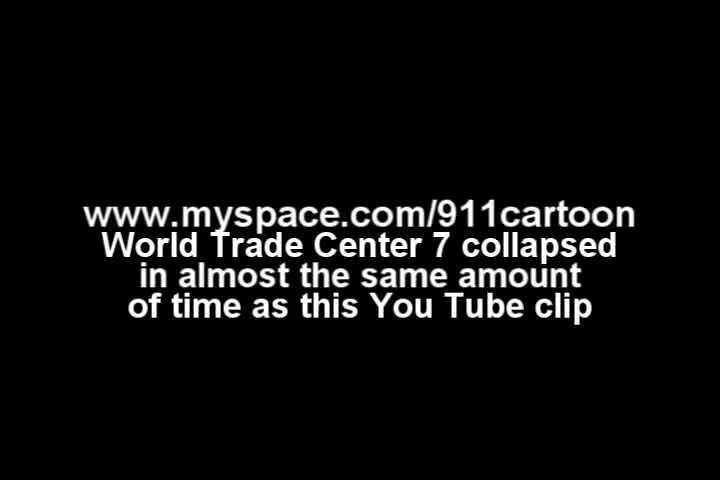 www.myspace.com/911cartoon
World Trade Center 7 collapsed
in almost the same amount
of time as this You Tube clip